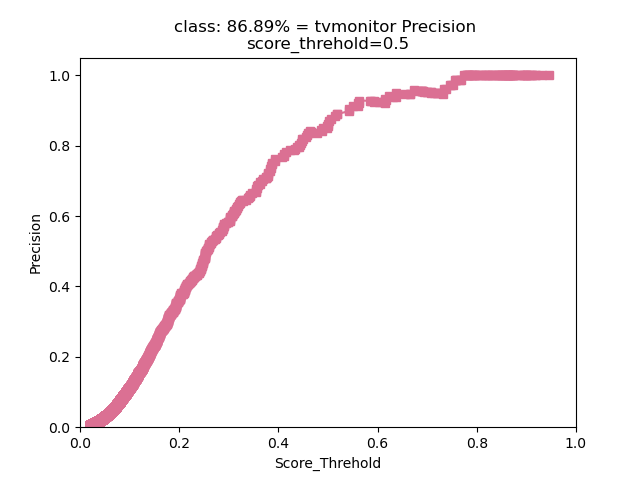 class: 86.89% = tvmonitor Precision
score_threhold=0.5
1.0
0.8
0.6
0.4
0.2
0.0
Precision
0.0 0.2 0.4 0.6 0.8 1.0
Score_Threhold